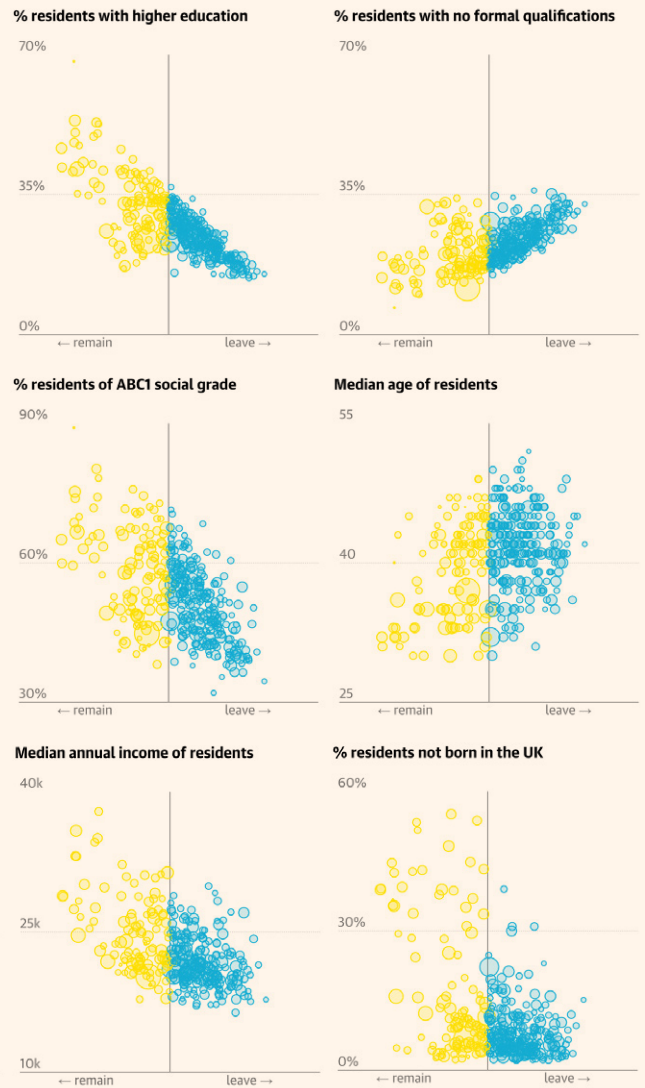 % residents with higher education
70%
35%
0%
← remain
leave →
% residents with no formal qualifications
70%
35%
0%
← remain
leave →
% residents of ABC1 social grade
90%
60%
30%
← remain
leave →
Median age of residents
55
40
25
← remain
leave →
Median annual income of residents
40k
25k
10k
← remain
leave →
% residents not born in the UK
60%
30%
0%
← remain
leave →